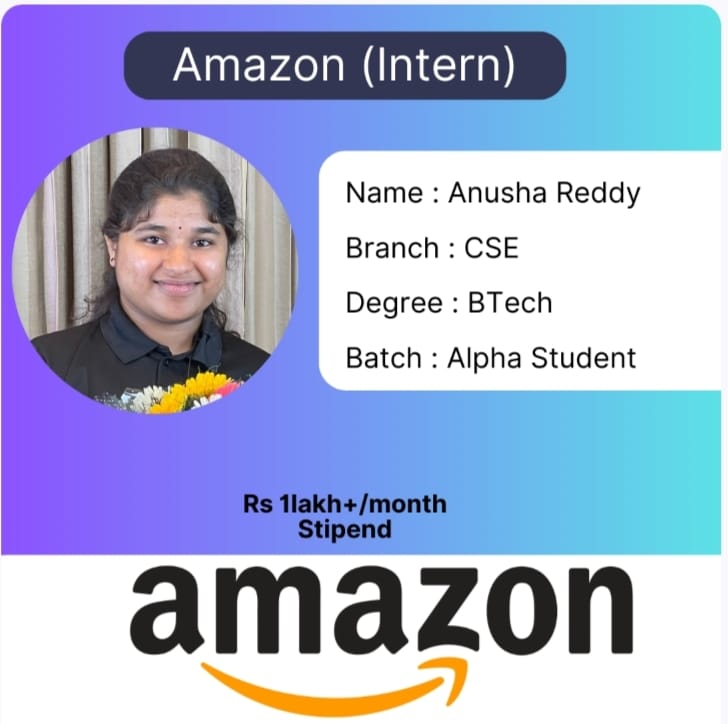 Amazon (Intern)
Name : Anusha Reddy
Branch : CSE
Degree : BTech
Batch : Alpha Student
Rs 1lakh+/month
Stipend
amazon